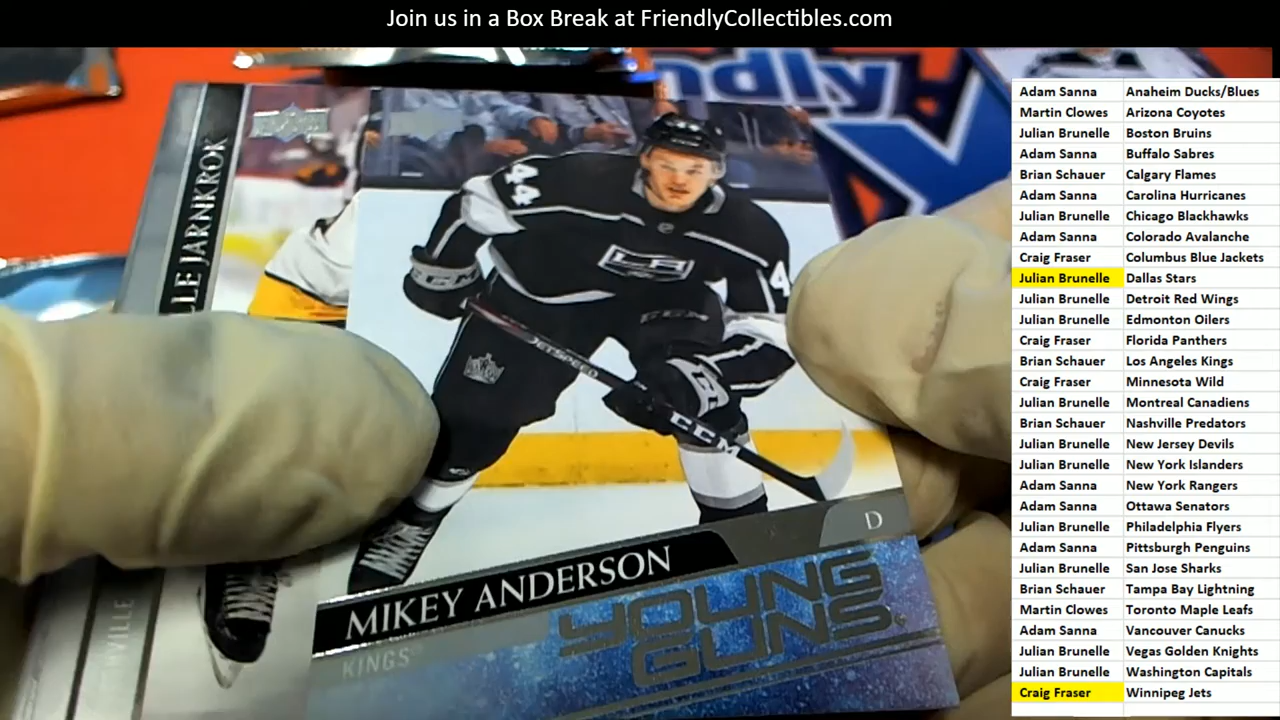 Join us in a Box Break at FriendlyCollectibles.com
ndly
LLE JARNKROK
44
4
LA
CCM
JETSPEED
CCM
MIKEY ANDERSON
D
YOUNG
GUNS
KINGS
Adam Sanna Anaheim Ducks/Blues
Martin Clowes Arizona Coyotes
Julian Brunelle Boston Bruins
Adam Sanna Buffalo Sabres
Brian Schauer Calgary Flames
Adam Sanna Carolina Hurricanes
Julian Brunelle Chicago Blackhawks
Adam Sanna Colorado Avalanche
Craig Fraser Columbus Blue Jackets
Julian Brunelle Dallas Stars
Julian Brunelle Detroit Red Wings
Julian Brunelle Edmonton Oilers
Craig Fraser Florida Panthers
Brian Schauer Los Angeles Kings
Craig Fraser Minnesota Wild
Julian Brunelle Montreal Canadiens
Brian Schauer Nashville Predators
Julian Brunelle New Jersey Devils
Julian Brunelle New York Islanders
Adam Sanna New York Rangers
Adam Sanna Ottawa Senators
Julian Brunelle Philadelphia Flyers
Adam Sanna Pittsburgh Penguins
Julian Brunelle San Jose Sharks
Brian Schauer Tampa Bay Lightning
Martin Clowes Toronto Maple Leafs
Adam Sanna Vancouver Canucks
Julian Brunelle Vegas Golden Knights
Julian Brunelle Washington Capitals
Craig Fraser Winnipeg Jets